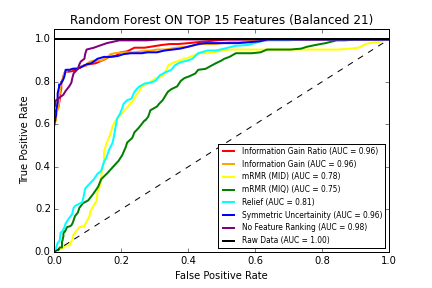 Random Forest ON TOP 15 Features (Balanced 21)
True Positive Rate
1.0
0.8
0.6
0.4
0.2
0.0
Information Gain Ratio (AUC = 0.96)
Information Gain (AUC = 0.96)
mRMR (MID) (AUC = 0.78)
mRMR (MIQ) (AUC = 0.75)
Relief (AUC = 0.81)
Symmetric Uncertainity (AUC = 0.96)
No Feature Ranking (AUC = 0.98)
Raw Data (AUC = 1.00)
0.0 0.2 0.4 0.6 0.8 1.0
False Positive Rate